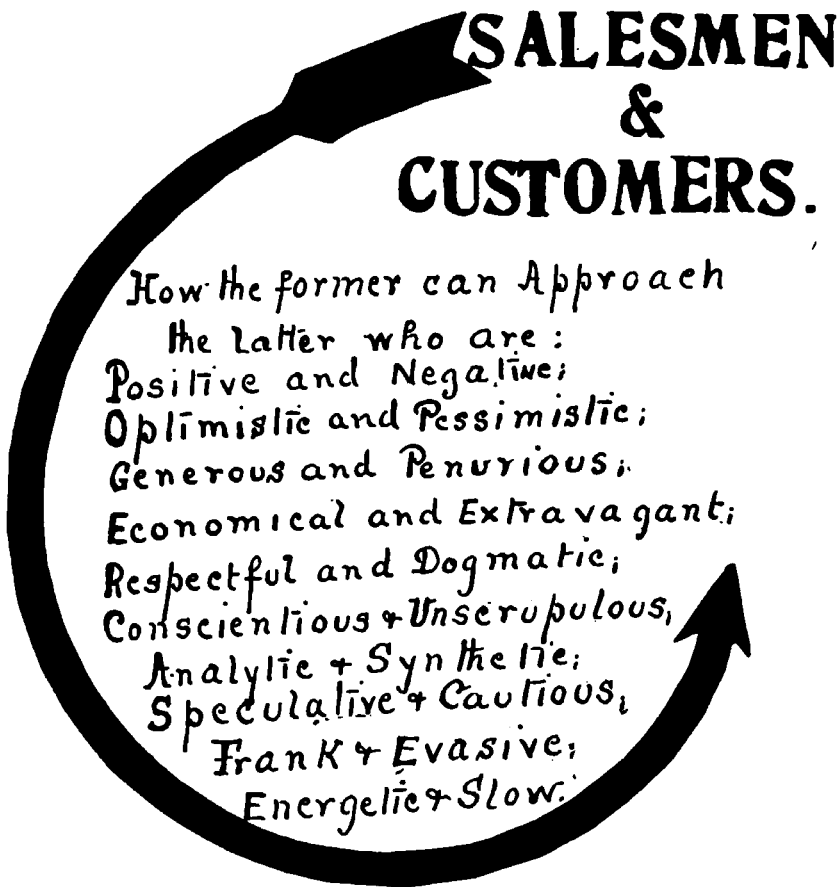 SALESMEN
&
CUSTOMERS.
How the former can Approach
the latter who are:
Positive and Negative;
Optimistic and Pessimistic;
Generous and Penurious;
Economical and Extravagant;
Respectful and Dogmatic;
Conscientious & Unscrupulous,
Analytic & Synthetic;
Speculative & Cautious;
Frank & Evasive;
Energetic & Slow.